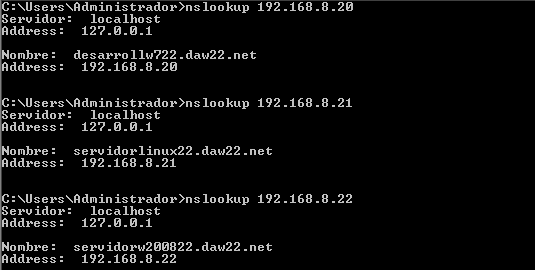 C:\Users\Administrador>nslookup 192.168.8.20
Servidor:  localhost
Address:  127.0.0.1
Nombre:  desarrollw722.daw22.net
Address:  192.168.8.20
C:\Users\Administrador>nslookup 192.168.8.21
Servidor:  localhost
Address:  127.0.0.1
Nombre:  servidorlinux22.daw22.net
Address:  192.168.8.21
C:\Users\Administrador>nslookup 192.168.8.22
Servidor:  localhost
Address:  127.0.0.1
Nombre:  servidorw200822.daw22.net
Address:  192.168.8.22